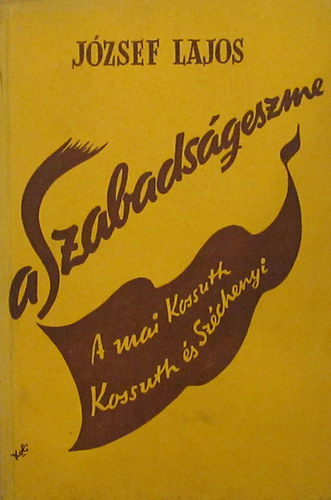 JÓZSEF LAJOS
a Szabadságeszme
A mai Kossuth
Kossuth és Széchenyi